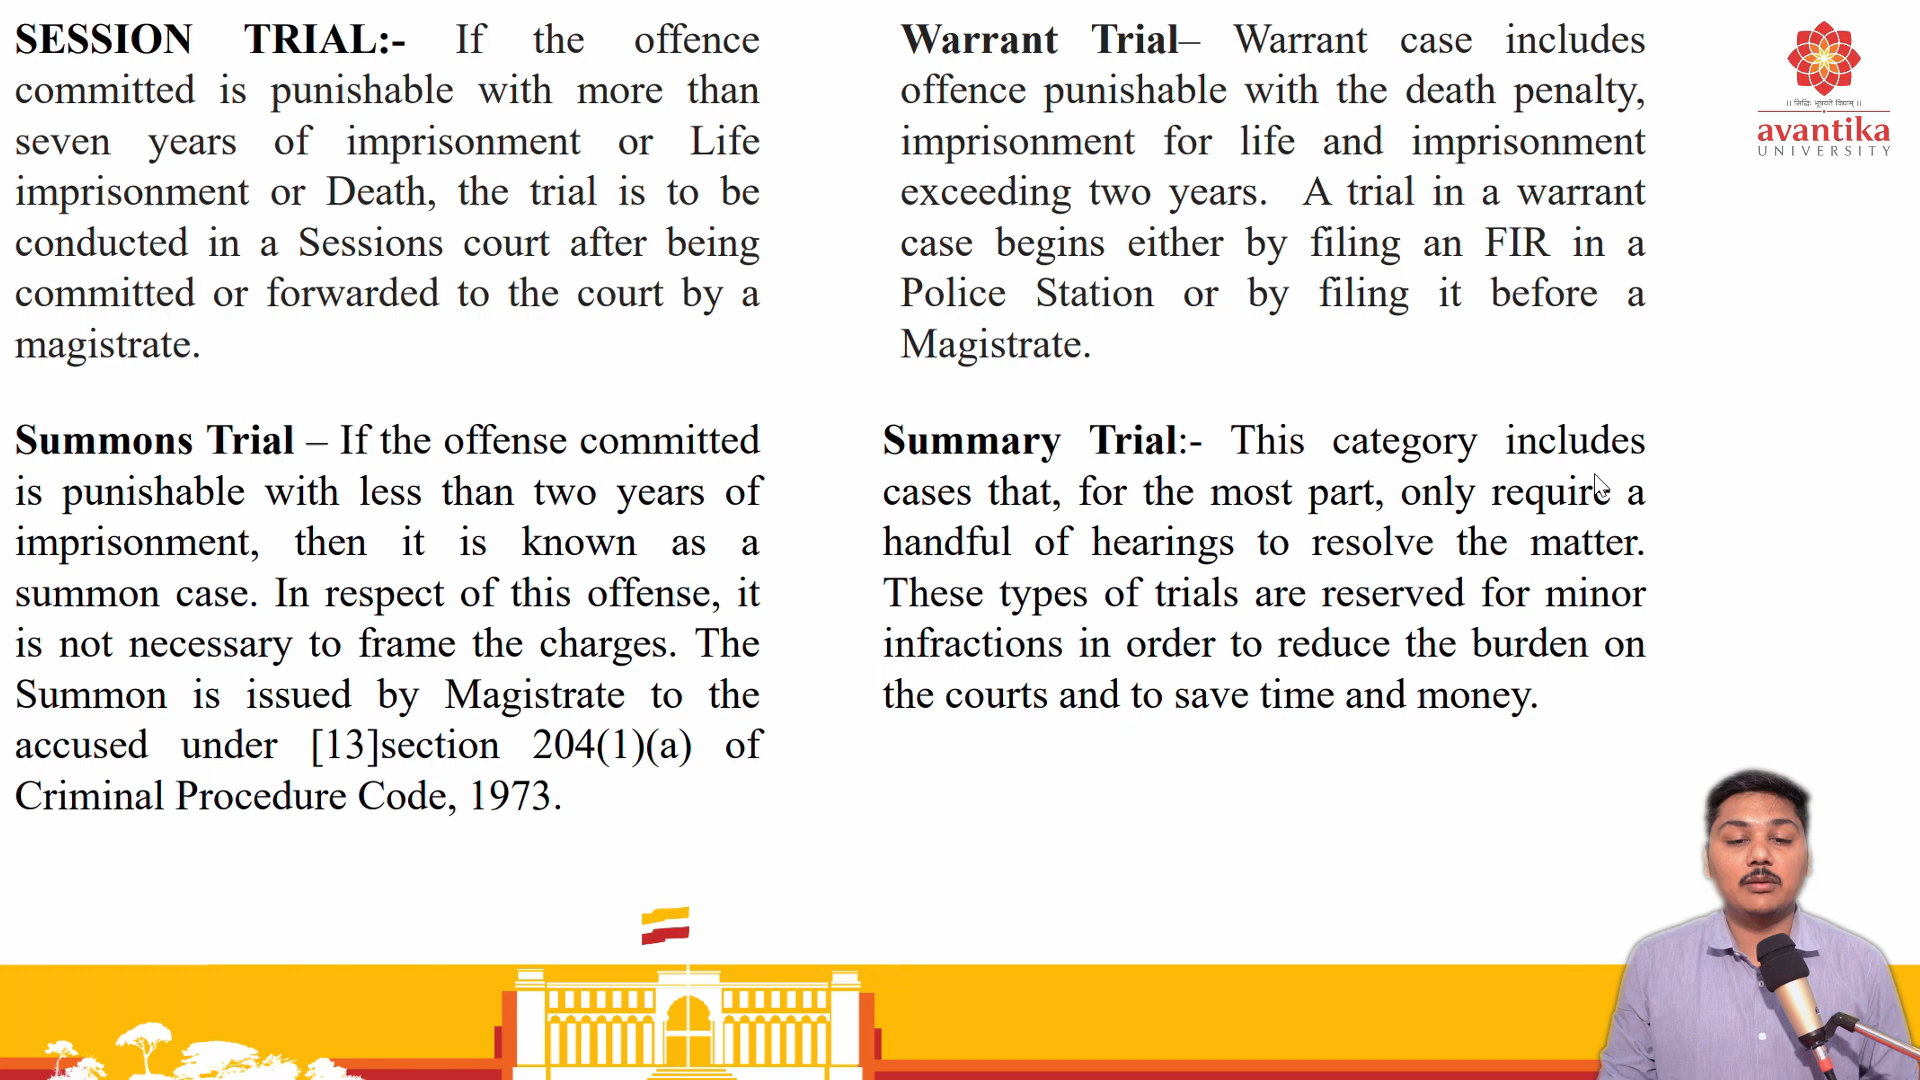 SESSION TRIAL:- If the offence
committed is punishable with more than
seven years of imprisonment or Life
imprisonment or Death, the trial is to be
conducted in a Sessions court after being
committed or forwarded to the court by a
magistrate.
Warrant Trial– Warrant case includes
offence punishable with the death penalty,
imprisonment for life and imprisonment
exceeding two years. A trial in a warrant
case begins either by filing an FIR in a
Police Station or by filing it before a
Magistrate.
Summons Trial – If the offense committed
is punishable with less than two years of
imprisonment, then it is known as a
summon case. In respect of this offense, it
is not necessary to frame the charges. The
Summon is issued by Magistrate to the
accused under [13]section 204(1)(a) of
Criminal Procedure Code, 1973.
Summary Trial:- This category includes
cases that, for the most part, only require a
handful of hearings to resolve the matter.
These types of trials are reserved for minor
infractions in order to reduce the burden on
the courts and to save time and money.
।। सिद्धिः भूषयते विद्याम् ।।
avantika
UNIVERSITY